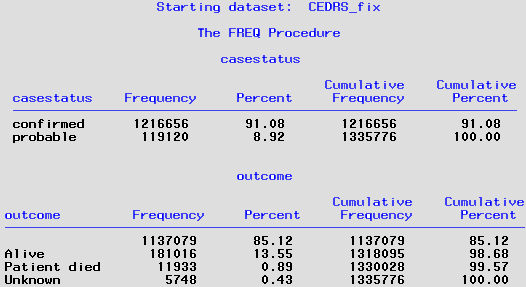 Starting dataset: CEDRS_fix
The FREQ Procedure
casestatus
Cumulative Cumulative
casestatus Frequency Percent Frequency Percent
confirmed 1216656 91.08 1216656 91.08
probable 119120 8.92 1335776 100.00
outcome
Cumulative Cumulative
outcome Frequency Percent Frequency Percent
1137079 85.12 1137079 85.12
Alive 181016 13.55 1318095 98.68
Patient died 11933 0.89 1330028 99.57
Unknown 5748 0.43 1335776 100.00